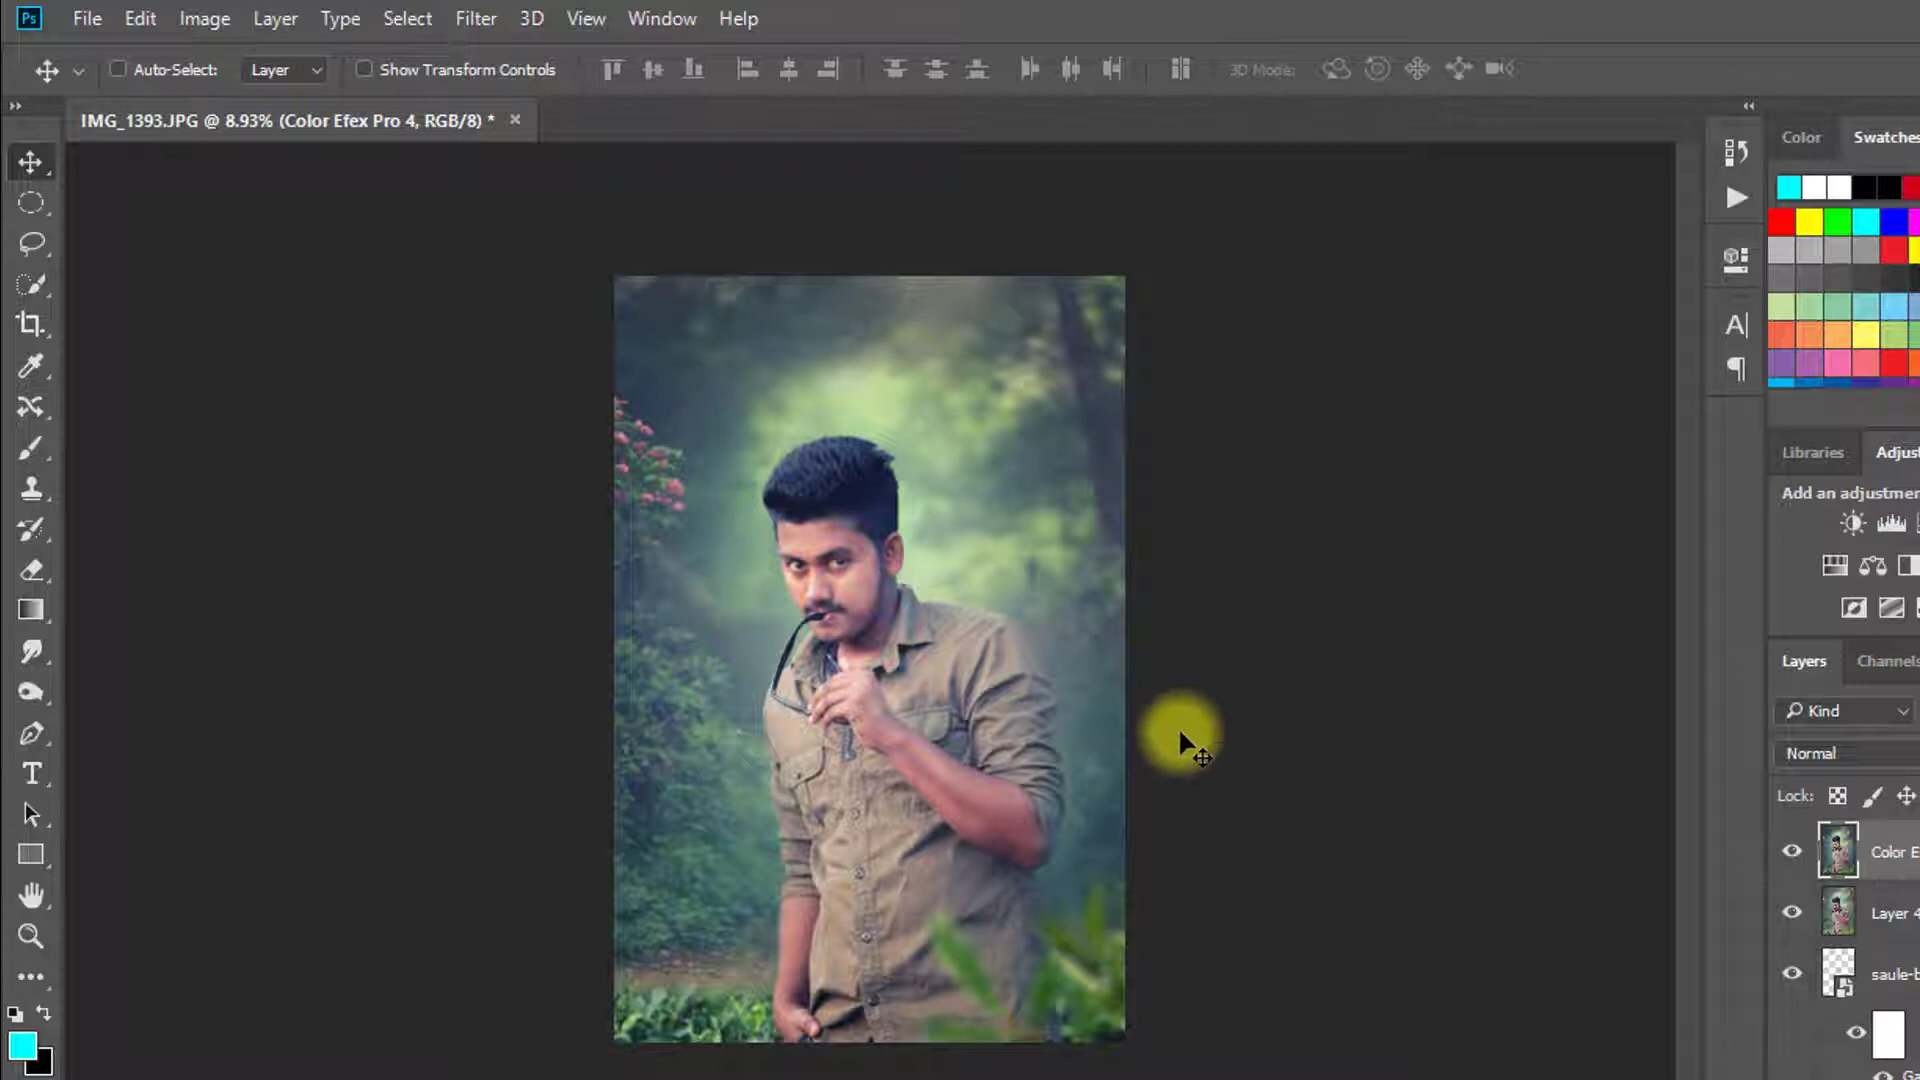 Ps File Edit Image Layer Type Select Filter 3D View Window Help
Auto-Select: Layer Show Transform Controls 3D Mode:
IMG_1393.JPG @ 8.93% (Color Efex Pro 4, RGB/8) * ×
Color Swatches
Libraries Adjust
Add an adjustmer
Layers Channels
Kind
Normal
Lock:
Color E
Layer 4
saule-b